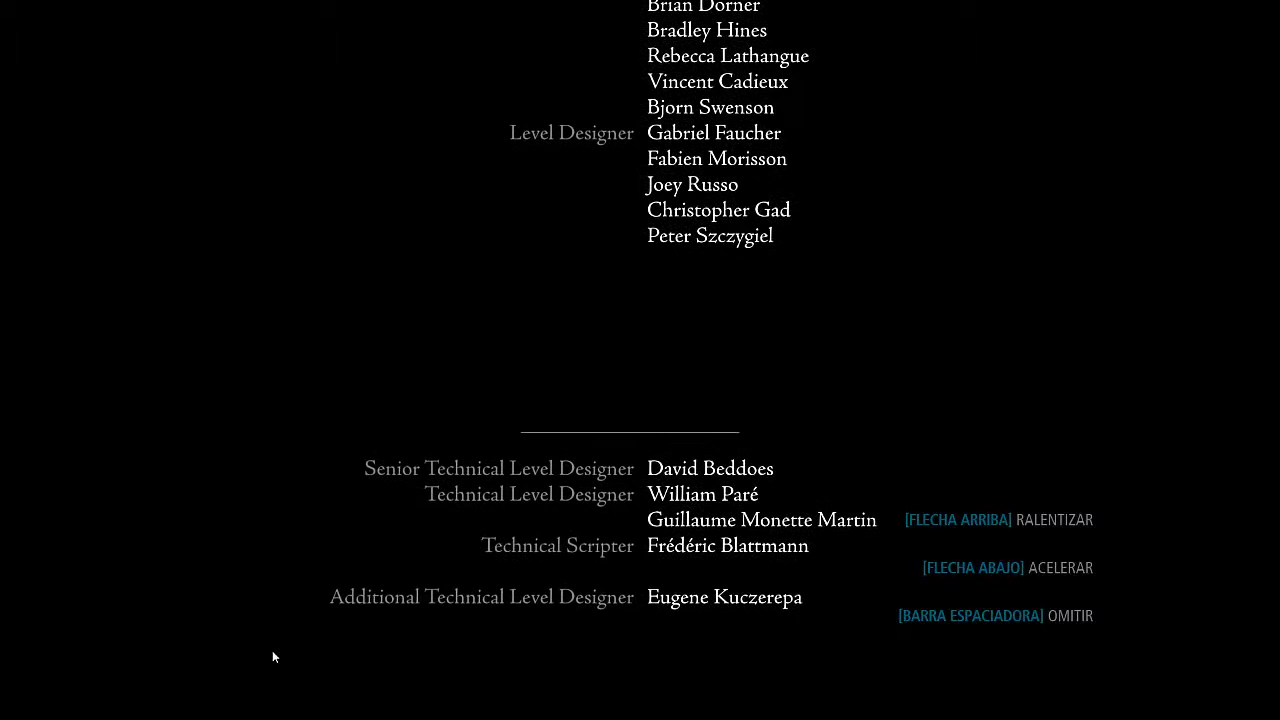 Brian Dorner
Bradley Hines
Rebecca Lathangue
Vincent Cadieux
Bjorn Swenson
Level Designer Gabriel Faucher
Fabien Morisson
Joey Russo
Christopher Gad
Peter Szczygiel
Senior Technical Level Designer David Beddoes
Technical Level Designer William Paré
Guillaume Monette Martin [FLECHA ARRIBA] RALENTIZAR
Technical Scripter Frédéric Blattmann
[FLECHA ABAJO] ACELERAR
Additional Technical Level Designer Eugene Kuczerepa
[BARRA ESPACIADORA] OMITIR